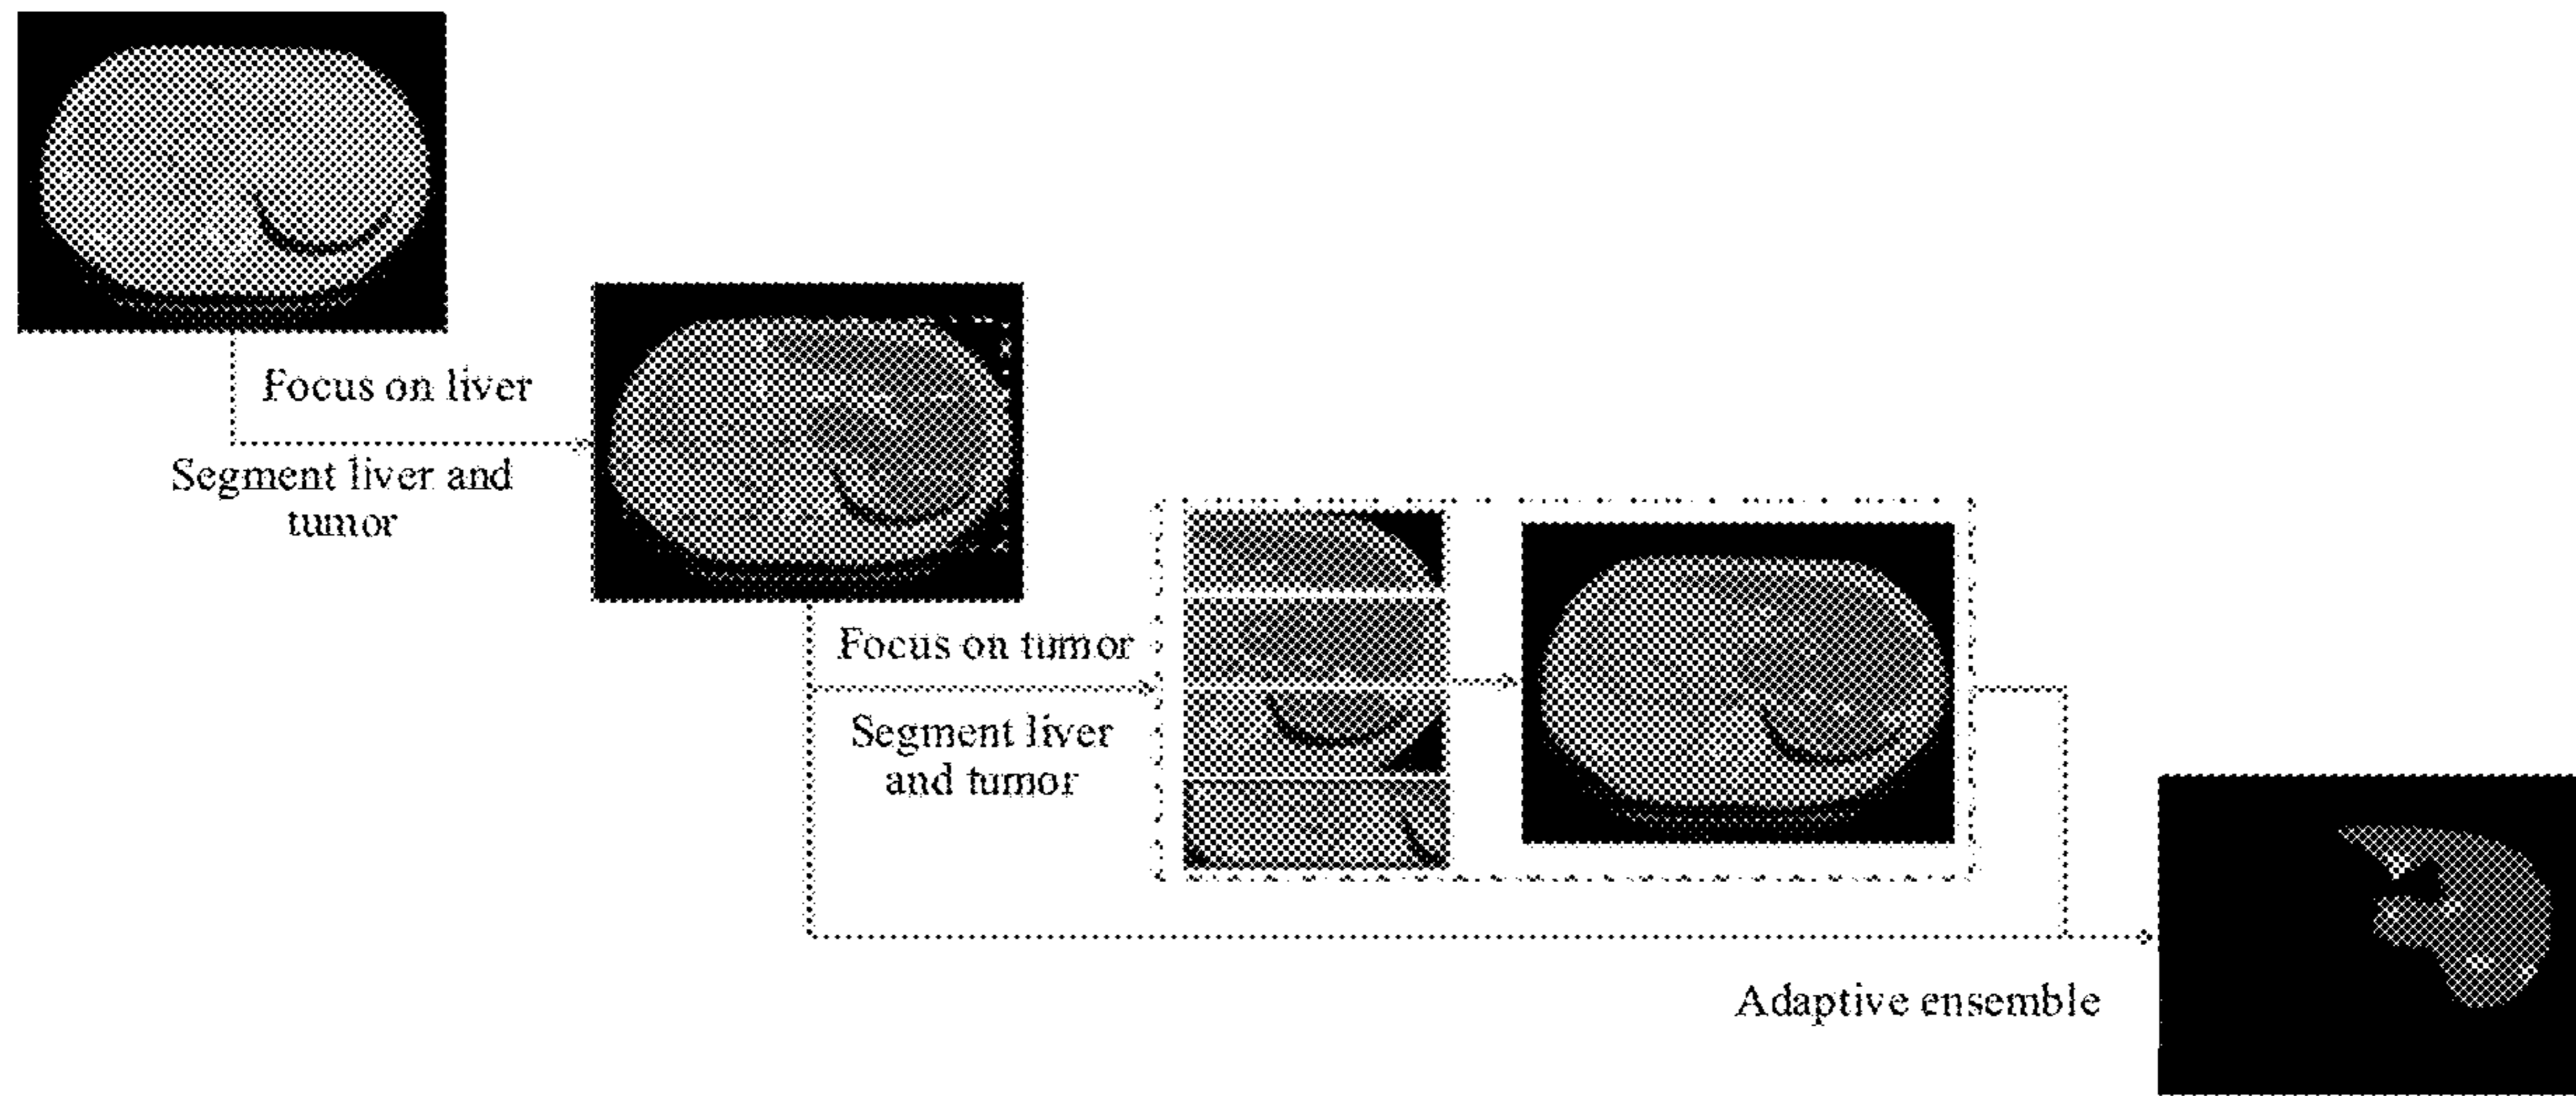 Focus on liver
Segment liver and
tumor
Focus on tumor
Segment liver
and tumor
Adaptive ensemble